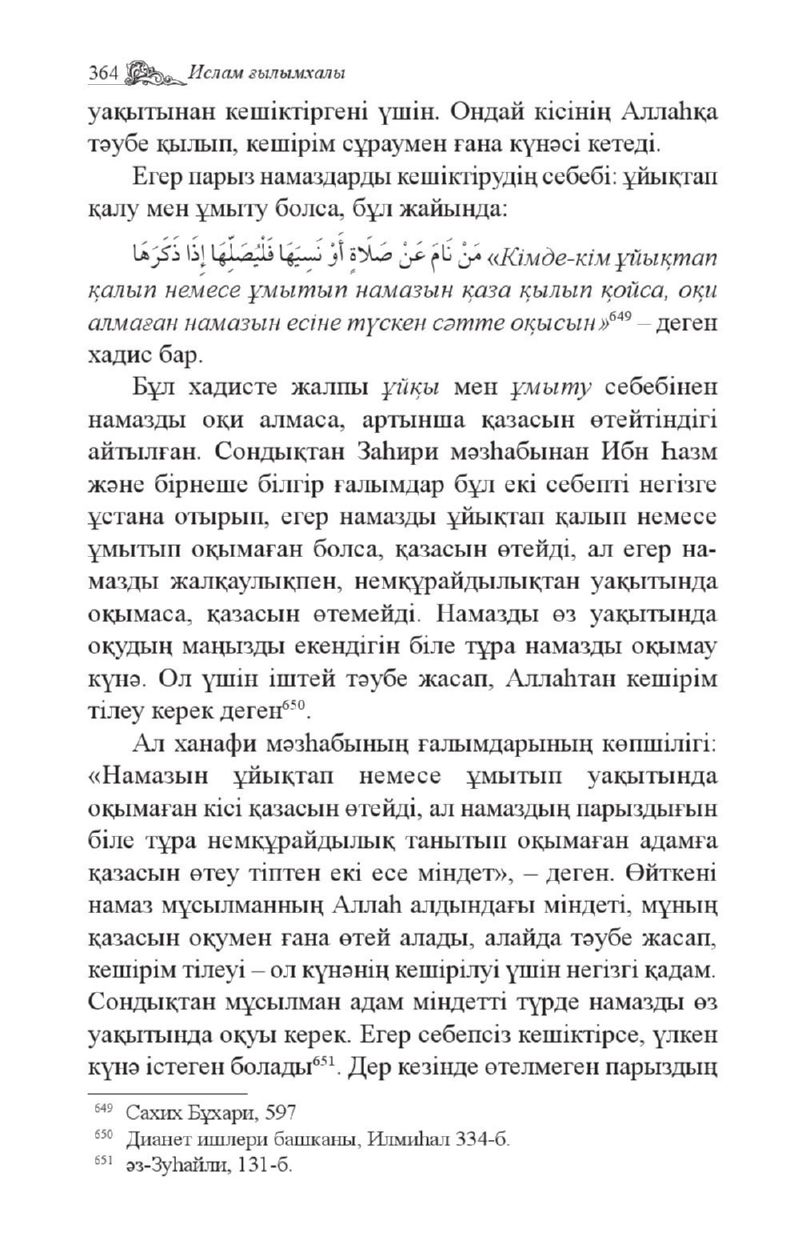 364 Ислам ғылымхалы
уақытынан кешіктіргені үшін. Ондай кісінің Аллаһқа
тәубе қылып, кешірім сұраумен ғана күнәсі кетеді.
Егер парыз намаздарды кешіктірудің себебі: ұйықтап
қалу мен ұмыту болса, бұл жайында:
مَنْ نَامَ عَنْ صَلَاةٍ أَوْ نَسِيَهَا فَلْيُصَلِّهَا إِذَا ذَكَرَهَا «Кімде-кім ұйықтап
қалып немесе ұмытып намазын қаза қылып қойса, оқи
алмаған намазын есіне түскен сәтте оқысын»⁶⁴⁹ – деген
хадис бар.
Бұл хадисте жалпы ұйқы мен ұмыту себебінен
намазды оқи алмаса, артынша қазасын өтейтіндігі
айтылған. Сондықтан Заһири мәзһабынан Ибн Һазм
және бірнеше білгір ғалымдар бұл екі себепті негізге
ұстана отырып, егер намазды ұйықтап қалып немесе
ұмытып оқымаған болса, қазасын өтейді, ал егер на-
мазды жалқаулықпен, немқұрайдылықтан уақытында
оқымаса, қазасын өтемейді. Намазды өз уақытында
оқудың маңызды екендігін біле тұра намазды оқымау
күнә. Ол үшін іштей тәубе жасап, Аллаһтан кешірім
тілеу керек деген⁶⁵⁰.
Ал ханафи мәзһабының ғалымдарының көпшілігі:
«Намазын ұйықтап немесе ұмытып уақытында
оқымаған кісі қазасын өтейді, ал намаздың парыздығын
біле тұра немқұрайдылық танытып оқымаған адамға
қазасын өтеу тіптен екі есе міндет», – деген. Өйткені
намаз мұсылманның Аллаһ алдындағы міндеті, мұның
қазасын оқумен ғана өтей алады, алайда тәубе жасап,
кешірім тілеуі – ол күнәнің кешірілуі үшін негізгі қадам.
Сондықтан мұсылман адам міндетті түрде намазды өз
уақытында оқуы керек. Егер себепсіз кешіктірсе, үлкен
күнә істеген болады⁶⁵¹. Дер кезінде өтелмеген парыздың
⁶⁴⁹ Сахих Бұхари, 597
⁶⁵⁰ Дианет ишлери башканы, Илмиһал 334-б.
⁶⁵¹ әз-Зуһайли, 131-б.